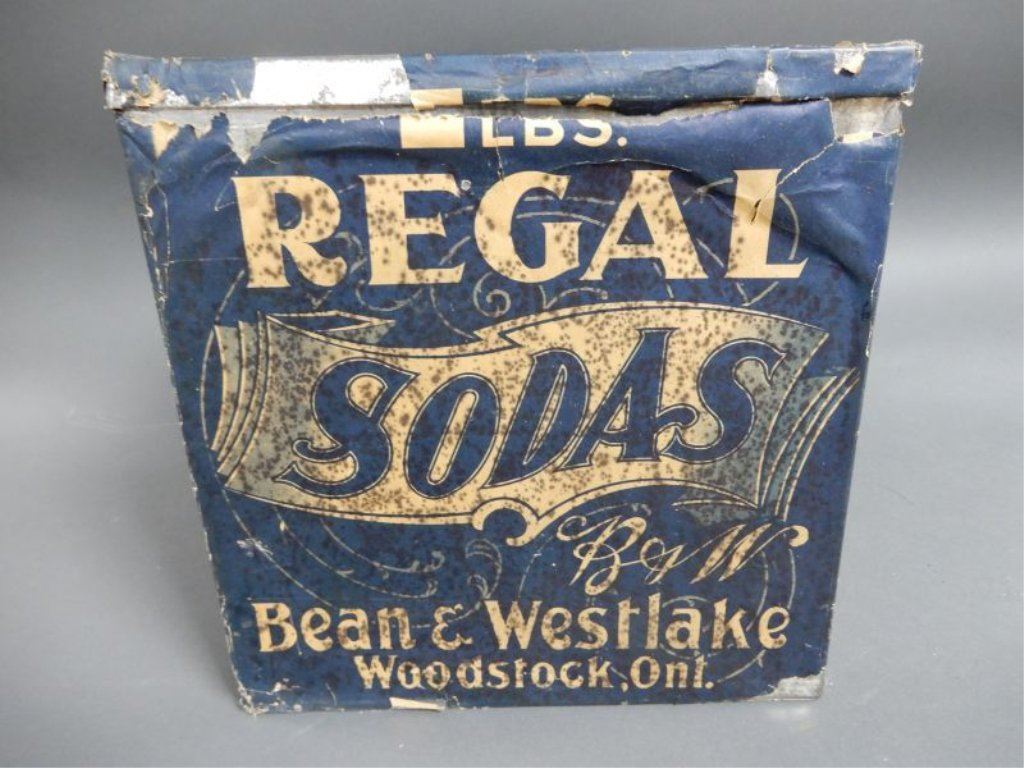 LBS.
REGAL
SODAS
B & W
Bean & Westlake
Woodstock, Ont.